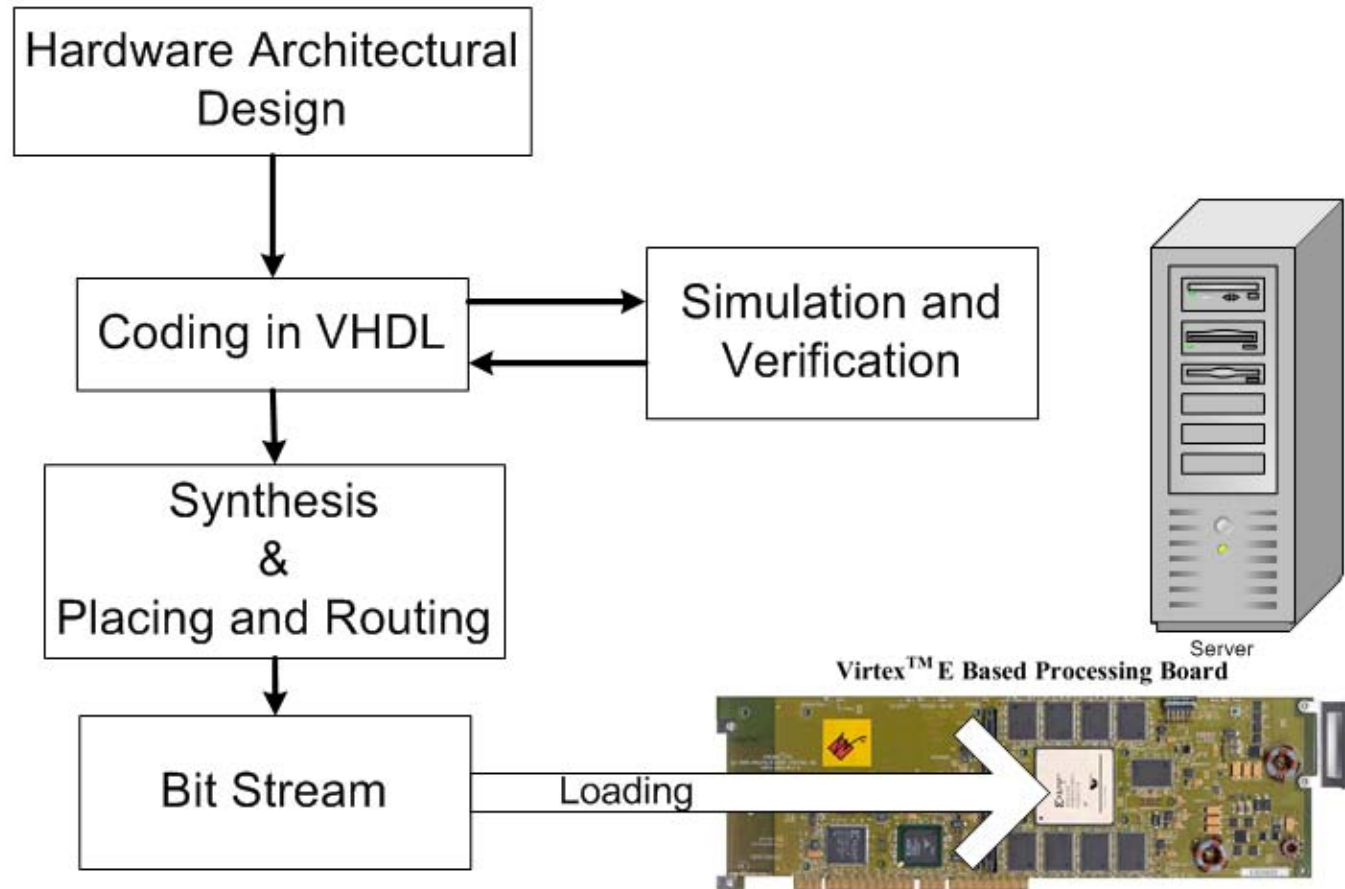 Hardware Architectural
Design
Coding in VHDL
Simulation and
Verification
Synthesis
&
Placing and Routing
Server
Virtex™ E Based Processing Board
Bit Stream
Loading